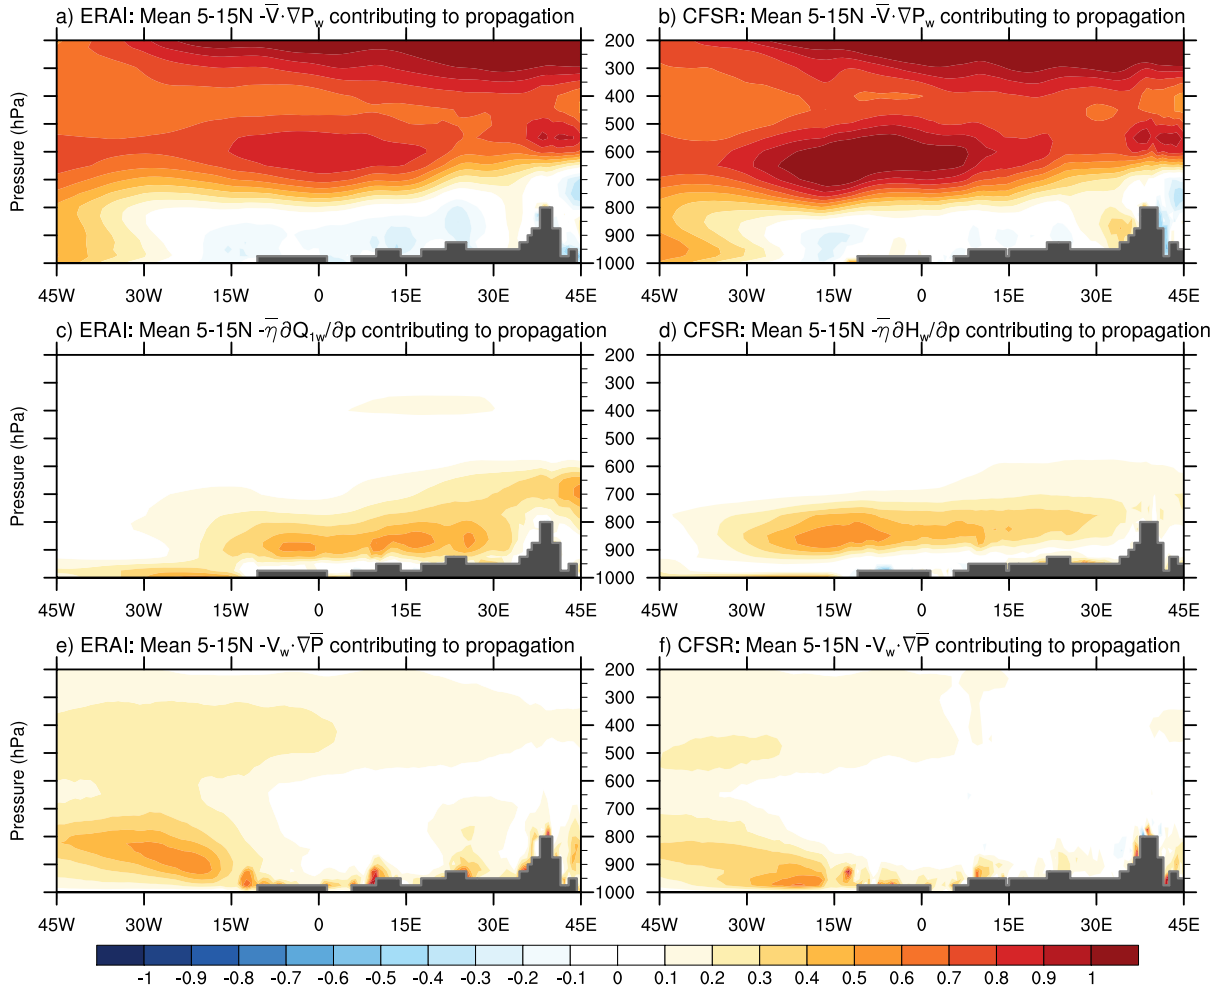 a) ERAI: Mean 5-15N -V̅·∇P_w contributing to propagation
b) CFSR: Mean 5-15N -V̅·∇P_w contributing to propagation
Pressure (hPa)
200
300
400
500
600
700
800
900
1000
45W 30W 15W 0 15E 30E 45E
45W 30W 15W 0 15E 30E 45E
c) ERAI: Mean 5-15N -η̅∂Q_1w/∂p contributing to propagation
d) CFSR: Mean 5-15N -η̅∂H_w/∂p contributing to propagation
Pressure (hPa)
200
300
400
500
600
700
800
900
1000
45W 30W 15W 0 15E 30E 45E
45W 30W 15W 0 15E 30E 45E
e) ERAI: Mean 5-15N -V_w·∇P̅ contributing to propagation
f) CFSR: Mean 5-15N -V_w·∇P̅ contributing to propagation
Pressure (hPa)
200
300
400
500
600
700
800
900
1000
45W 30W 15W 0 15E 30E 45E
45W 30W 15W 0 15E 30E 45E
-1 -0.9 -0.8 -0.7 -0.6 -0.5 -0.4 -0.3 -0.2 -0.1 0 0.1 0.2 0.3 0.4 0.5 0.6 0.7 0.8 0.9 1